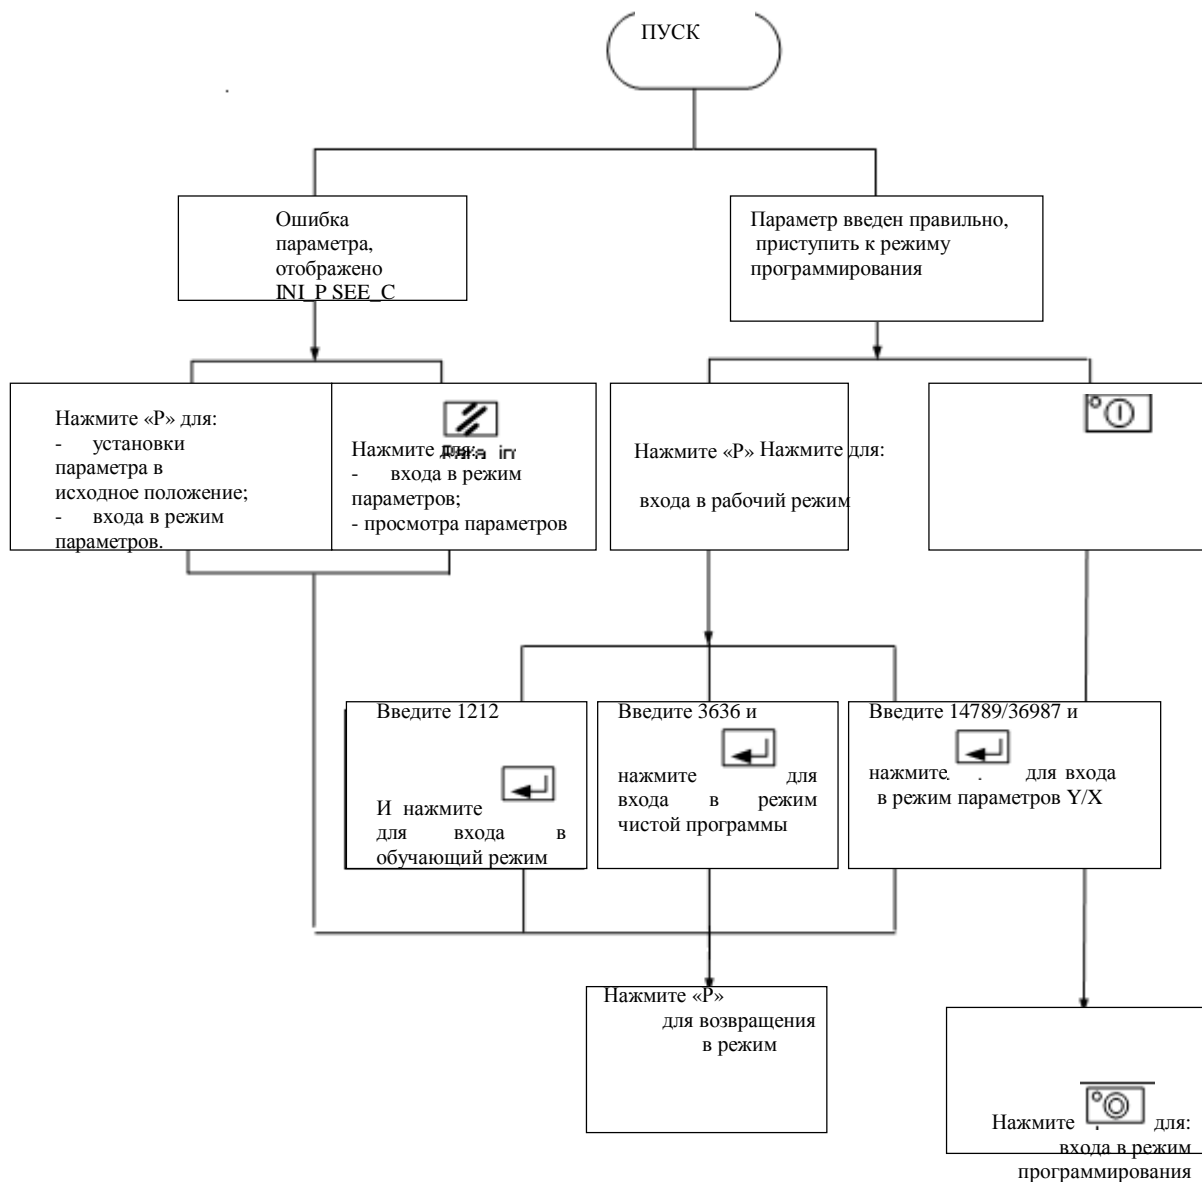 ПУСК
Ошибка
параметра,
отображено
INI_P SEE_C
Параметр введен правильно,
приступить к режиму
программирования
Нажмите «Р» для:
- установки
параметра в
исходное положение;
- входа в режим
параметров.
Нажмите для:
- входа в режим
параметров;
- просмотра параметров
Нажмите «Р» Нажмите для:
входа в рабочий режим
Введите 1212
И нажмите
для входа в
обучающий режим
Введите 3636 и
нажмите для
входа в режим
чистой программы
Введите 14789/36987 и
нажмите. . для входа
в режим параметров Y/X
Нажмите «Р»
для возвращения
в режим
Нажмите для:
входа в режим
программирования